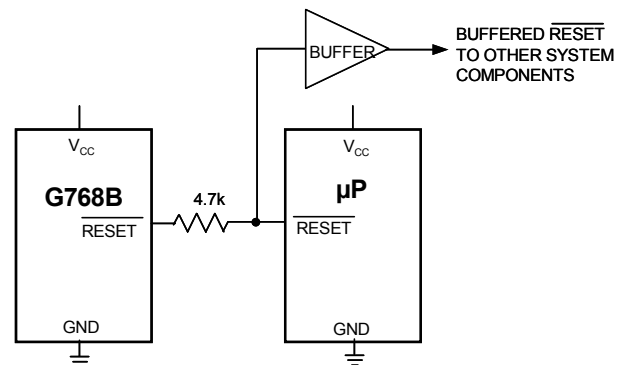 BUFFER
BUFFERED RESET
TO OTHER SYSTEM
COMPONENTS
VCC
G768B
RESET
GND
4.7k
VCC
µP
RESET
GND